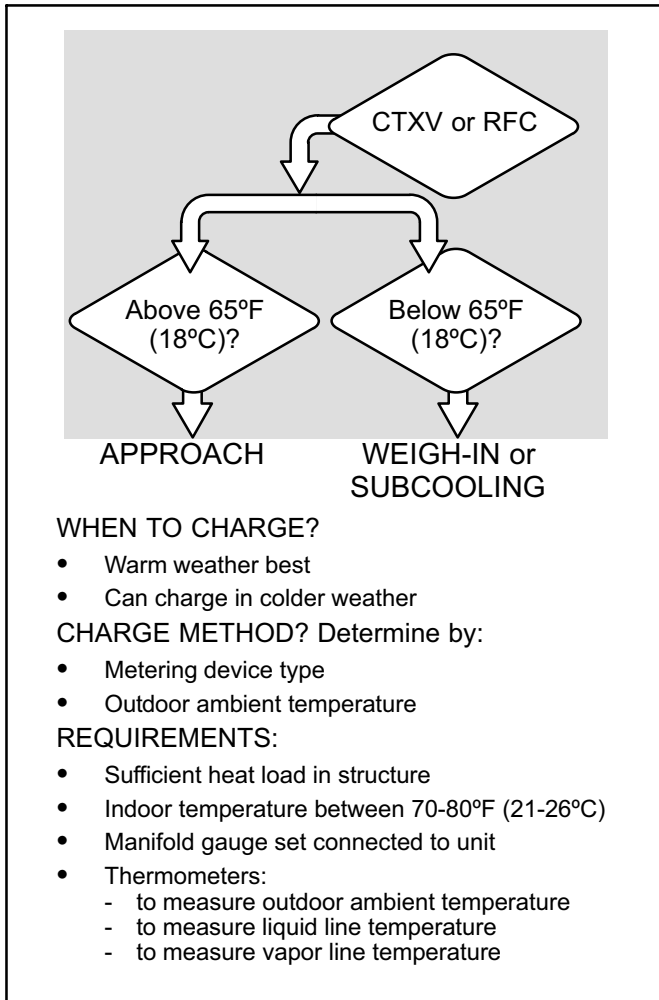 CTXV or RFC
Above 65ºF
(18ºC)?
Below 65ºF
(18ºC)?
APPROACH
WEIGH-IN or
SUBCOOLING
WHEN TO CHARGE?
• Warm weather best
• Can charge in colder weather
CHARGE METHOD? Determine by:
• Metering device type
• Outdoor ambient temperature
REQUIREMENTS:
• Sufficient heat load in structure
• Indoor temperature between 70-80ºF (21-26ºC)
• Manifold gauge set connected to unit
• Thermometers:
- to measure outdoor ambient temperature
- to measure liquid line temperature
- to measure vapor line temperature